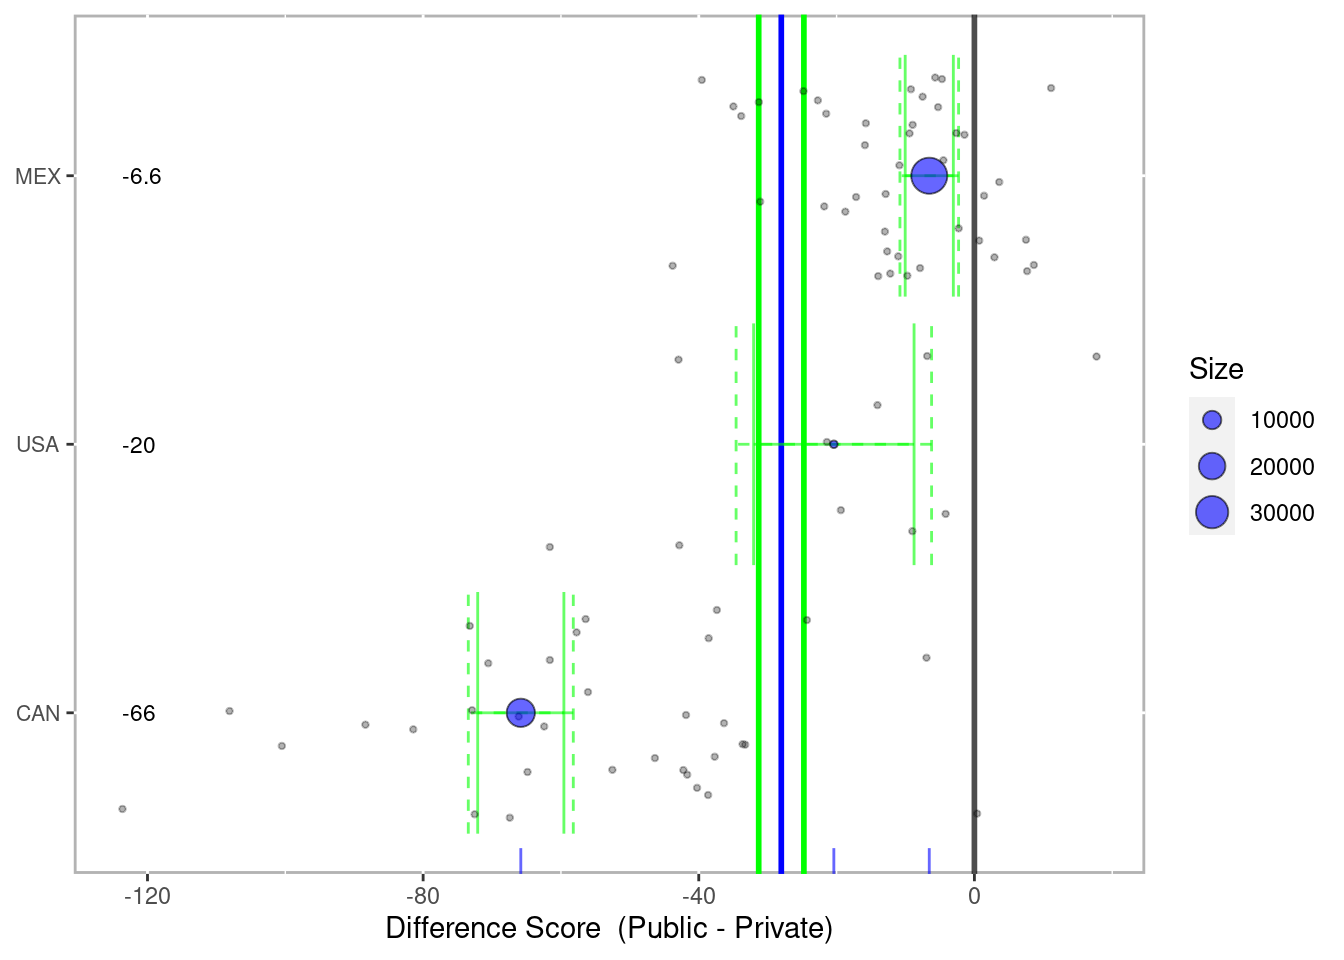 MEX -6.6
USA -20
CAN -66
-120 -80 -40 0
Difference Score (Public - Private)
Size
10000
20000
30000